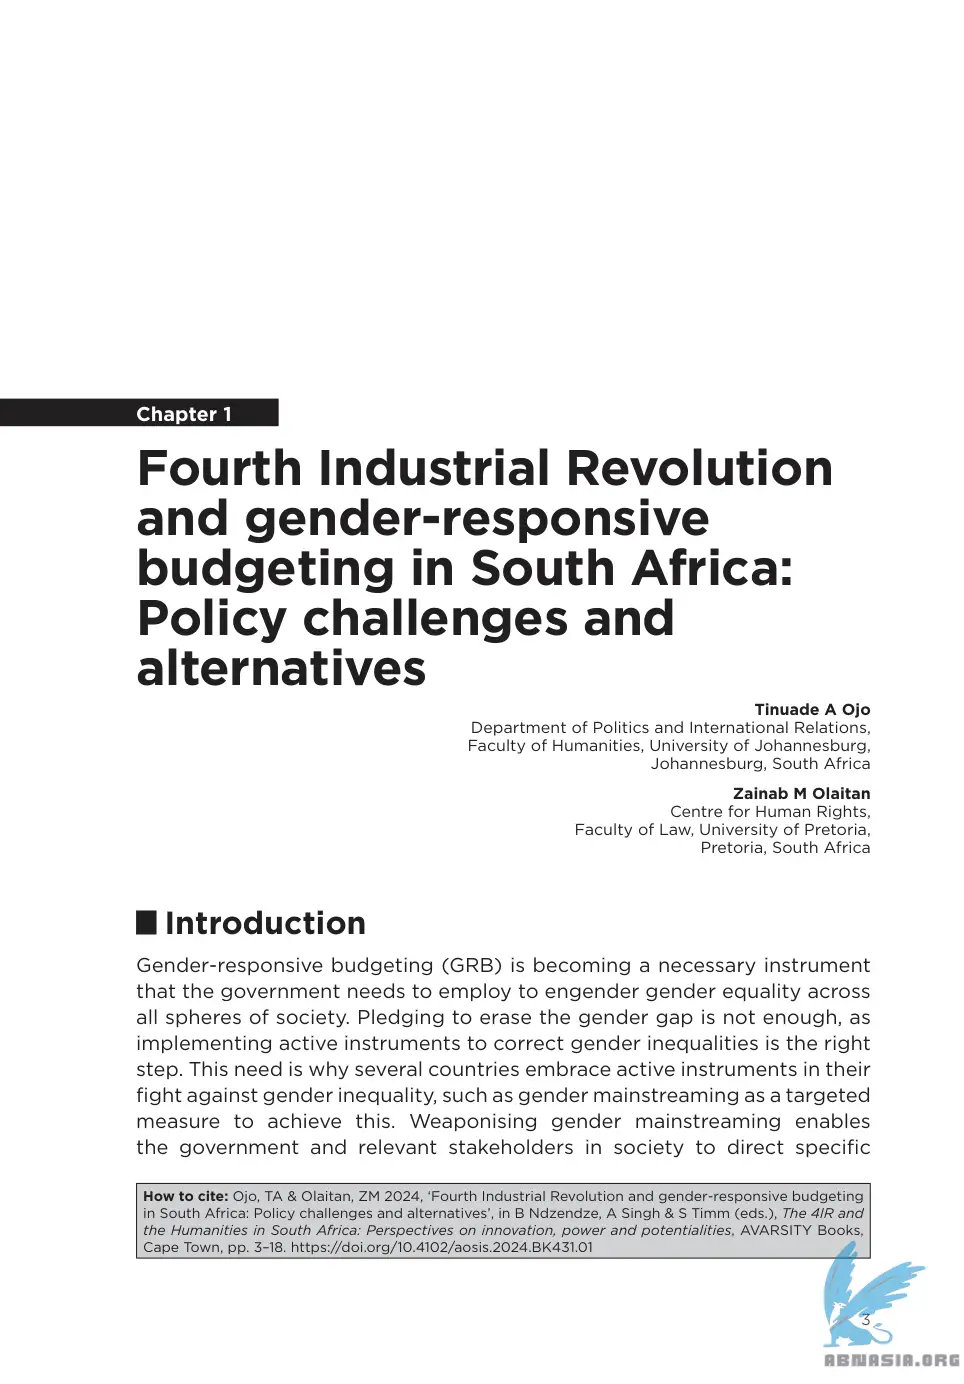 Chapter 1
Fourth Industrial Revolution
and gender-responsive
budgeting in South Africa:
Policy challenges and
alternatives
Tinuade A Ojo
Department of Politics and International Relations,
Faculty of Humanities, University of Johannesburg,
Johannesburg, South Africa
Zainab M Olaitan
Centre for Human Rights,
Faculty of Law, University of Pretoria,
Pretoria, South Africa
Introduction
Gender-responsive budgeting (GRB) is becoming a necessary instrument
that the government needs to employ to engender gender equality across
all spheres of society. Pledging to erase the gender gap is not enough, as
implementing active instruments to correct gender inequalities is the right
step. This need is why several countries embrace active instruments in their
fight against gender inequality, such as gender mainstreaming as a targeted
measure to achieve this. Weaponising gender mainstreaming enables
the government and relevant stakeholders in society to direct specific
How to cite: Ojo, TA & Olaitan, ZM 2024, ‘Fourth Industrial Revolution and gender-responsive budgeting
in South Africa: Policy challenges and alternatives’, in B Ndzendze, A Singh & S Timm (eds.), The 4IR and
the Humanities in South Africa: Perspectives on innovation, power and potentialities, AVARSITY Books,
Cape Town, pp. 3–18. https://doi.org/10.4102/aosis.2024.BK431.01
3
ABNASIA.ORG